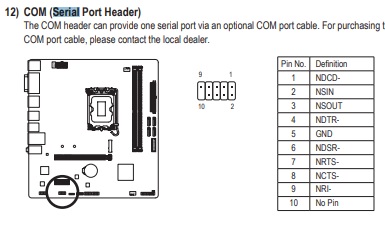 12) COM (Serial Port Header)
The COM header can provide one serial port via an optional COM port cable. For purchasing t
COM port cable, please contact the local dealer.
9 1
10 2
Pin No. Definition
1 NDCD-
2 NSIN
3 NSOUT
4 NDTR-
5 GND
6 NDSR-
7 NRTS-
8 NCTS-
9 NRI-
10 No Pin